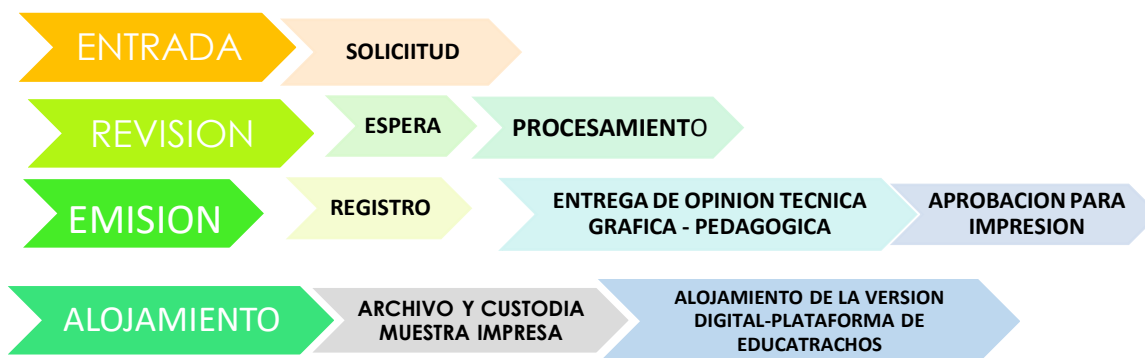 ENTRADA
SOLICIITUD
REVISION
ESPERA
PROCESAMIENTO
EMISION
REGISTRO
ENTREGA DE OPINION TECNICA
GRAFICA - PEDAGOGICA
APROBACION PARA
IMPRESION
ALOJAMIENTO
ARCHIVO Y CUSTODIA
MUESTRA IMPRESA
ALOJAMIENTO DE LA VERSION
DIGITAL-PLATAFORMA DE
EDUCATRACHOS